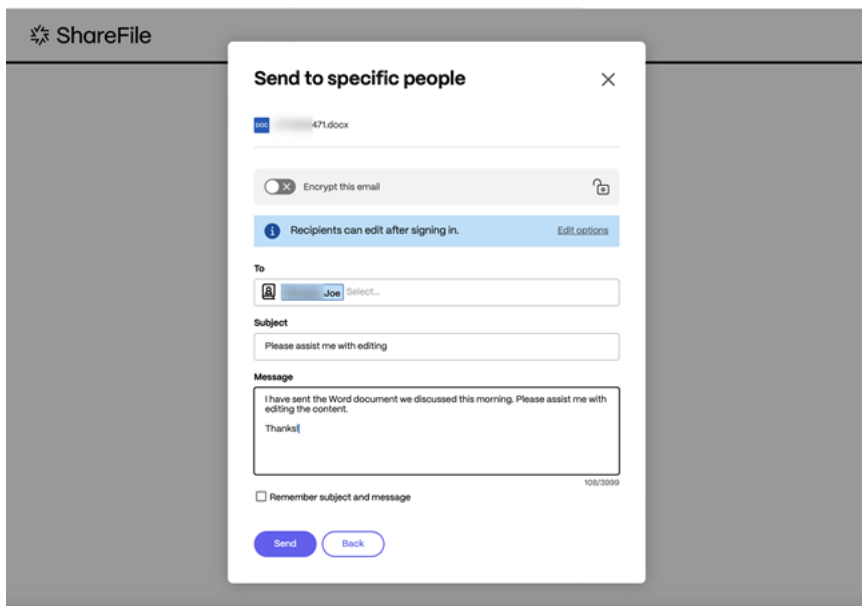 ShareFile
Send to specific people
DOC 471.docx
Encrypt this email
Recipients can edit after signing in. Edit options
To
Joe Select...
Subject
Please assist me with editing
Message
I have sent the Word document we discussed this morning. Please assist me with
editing the content.
Thanks!
108/3999
Remember subject and message
Send Back